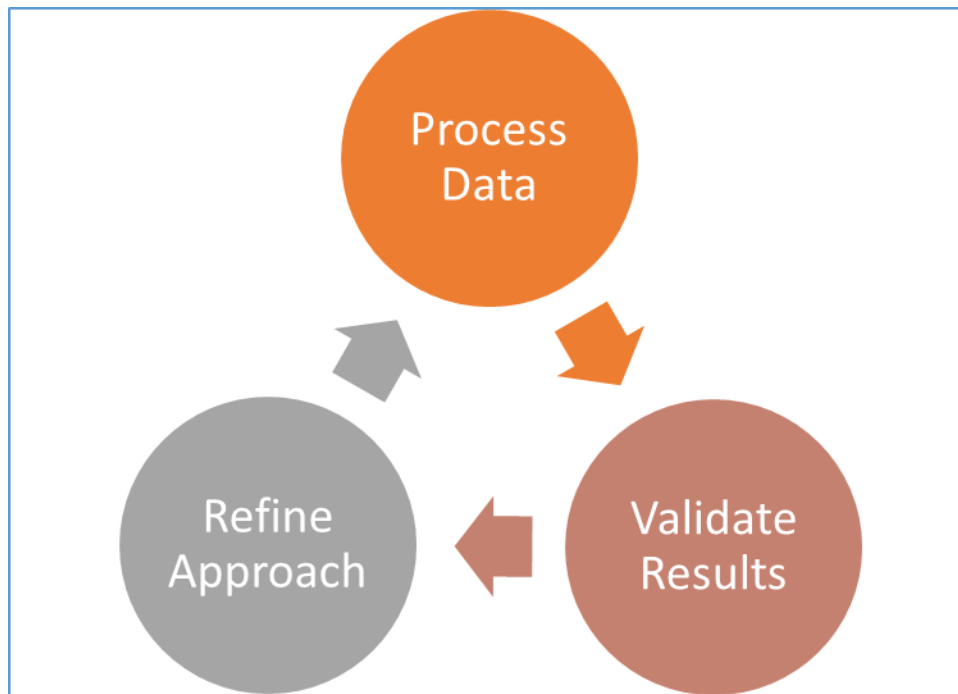 Process
Data
Validate
Results
Refine
Approach